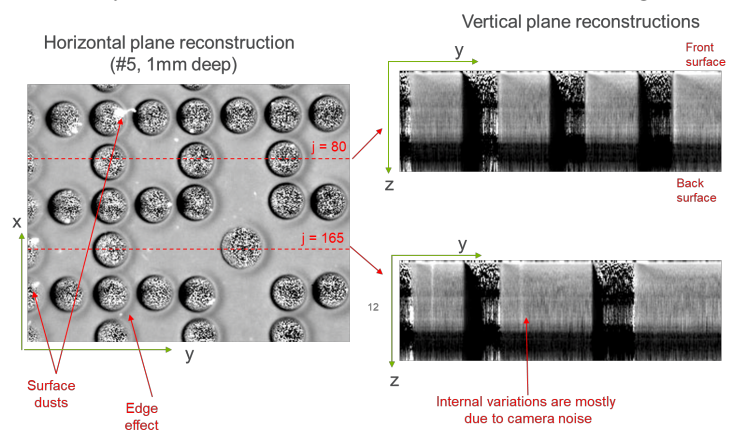 Vertical plane reconstructions
Horizontal plane reconstruction
(#5, 1mm deep)
y
Front
surface
j = 80
z
Back
surface
x
j = 165
y
12
y
z
Surface
dusts
Edge
effect
Internal variations are mostly
due to camera noise